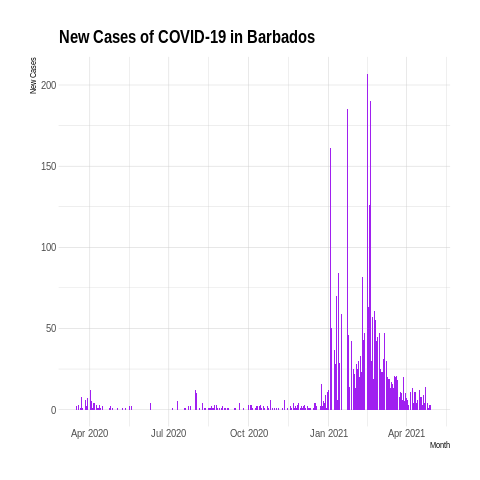 New Cases of COVID-19 in Barbados
New Cases
200
150
100
50
0
Apr 2020 Jul 2020 Oct 2020 Jan 2021 Apr 2021
Month